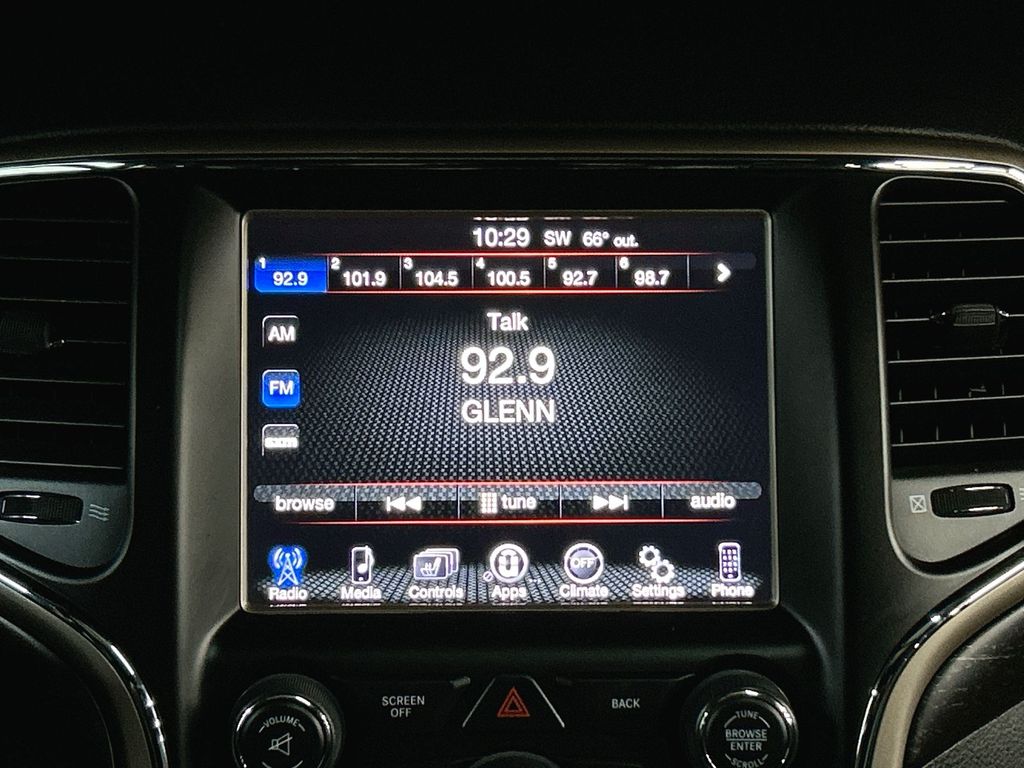 10:29 SW 66° out.
1 92.9 2 101.9 3 104.5 4 100.5 5 92.7 6 98.7
AM
FM
Talk
92.9
GLENN
browse tune audio
OFF
Radio Media Controls Apps Climate Settings Phone
VOLUME
SCREEN
OFF
BACK
TUNE
BROWSE
ENTER
SCROLL